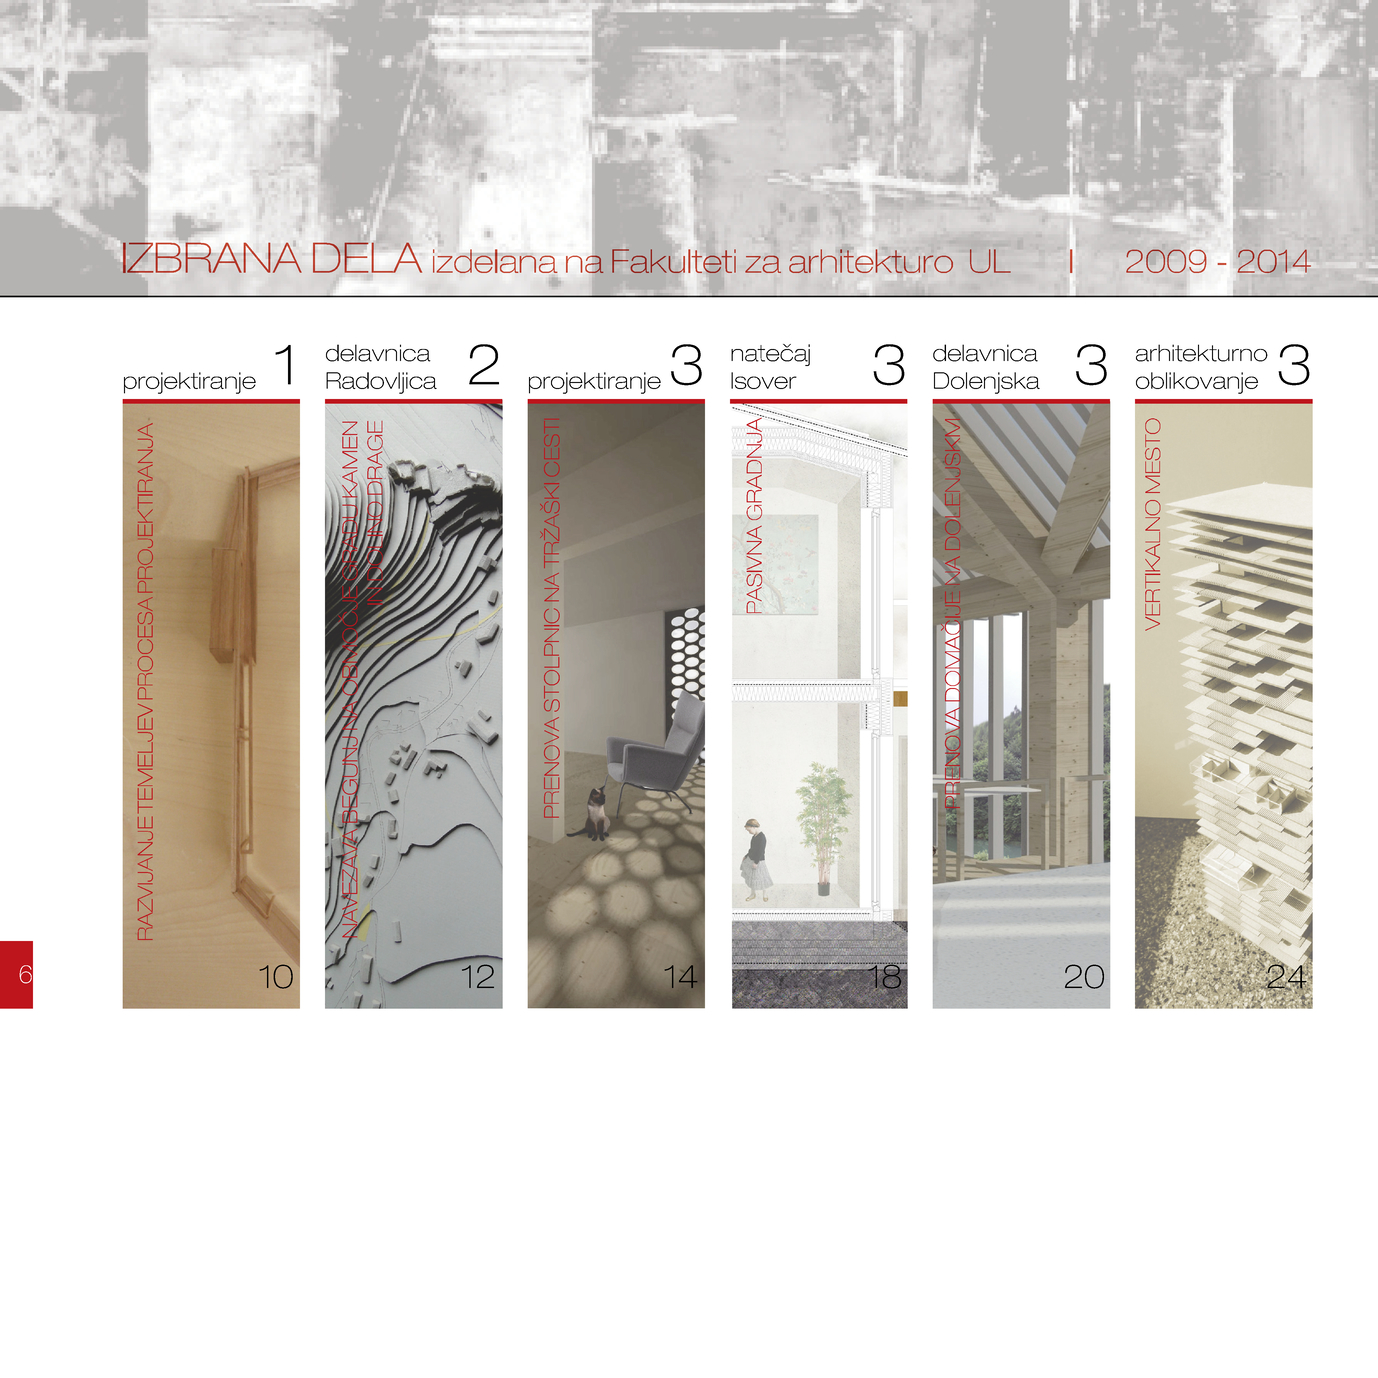 IZBRANA DELA izdelana na Fakulteti za arhitekturo UL | 2009 - 2014
projektiranje 1
delavnica
Radovljica 2
projektiranje 3
natečaj
Isover 3
delavnica
Dolenjska 3
arhitekturno
oblikovanje 3
RAZVIJANJE TEMELJEV PROCESA PROJEKTIRANJA
NAVEZAVA BEGUNJ NA OBMOČJE GRADU KAMEN
IN DOLINO DRAGE
PRENOVA STOLPNIC NA TRŽAŠKI CESTI
PASIVNA GRADNJA
PRENOVA DOMAČIJE NA DOLENJSKM
VERTIKALNO MESTO
6
10
12
14
18
20
24